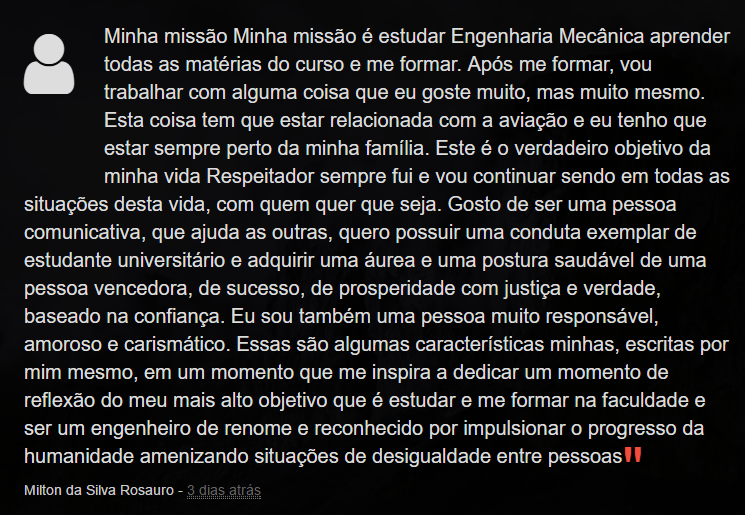 Minha missão Minha missão é estudar Engenharia Mecânica aprender
todas as matérias do curso e me formar. Após me formar, vou
trabalhar com alguma coisa que eu goste muito, mas muito mesmo.
Esta coisa tem que estar relacionada com a aviação e eu tenho que
estar sempre perto da minha família. Este é o verdadeiro objetivo da
minha vida Respeitador sempre fui e vou continuar sendo em todas as
situações desta vida, com quem quer que seja. Gosto de ser uma pessoa
comunicativa, que ajuda as outras, quero possuir uma conduta exemplar de
estudante universitário e adquirir uma áurea e uma postura saudável de uma
pessoa vencedora, de sucesso, de prosperidade com justiça e verdade,
baseado na confiança. Eu sou também uma pessoa muito responsável,
amoroso e carismático. Essas são algumas características minhas, escritas por
mim mesmo, em um momento que me inspira a dedicar um momento de
reflexão do meu mais alto objetivo que é estudar e me formar na faculdade e
ser um engenheiro de renome e reconhecido por impulsionar o progresso da
humanidade amenizando situações de desigualdade entre pessoas"
Milton da Silva Rosauro - 3 dias atrás